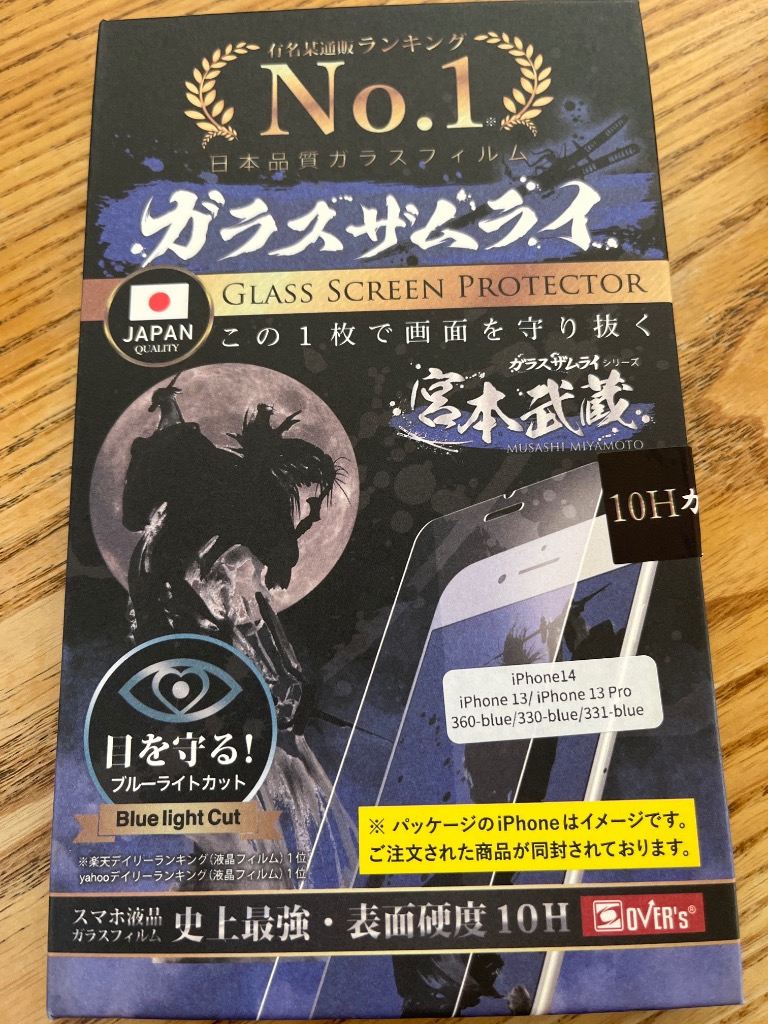 有名某通販ランキング
No.1※
日本品質ガラスフィルム
ガラスザムライ
GLASS SCREEN PROTECTOR
JAPAN
QUALITY
この1枚で画面を守り抜く
ガラスザムライシリーズ
宮本武蔵
MUSASHI MIYAMOTO
10Hガ
iPhone14
iPhone 13/ iPhone 13 Pro
360-blue/330-blue/331-blue
目を守る!
ブルーライトカット
Blue light Cut
※ パッケージのiPhoneはイメージです。
ご注文された商品が同封されております。
※楽天デイリーランキング(液晶フィルム)1位
yahooデイリーランキング(液晶フィルム)1位
スマホ液晶
ガラスフィルム
史上最強・表面硬度10H
OVER's®